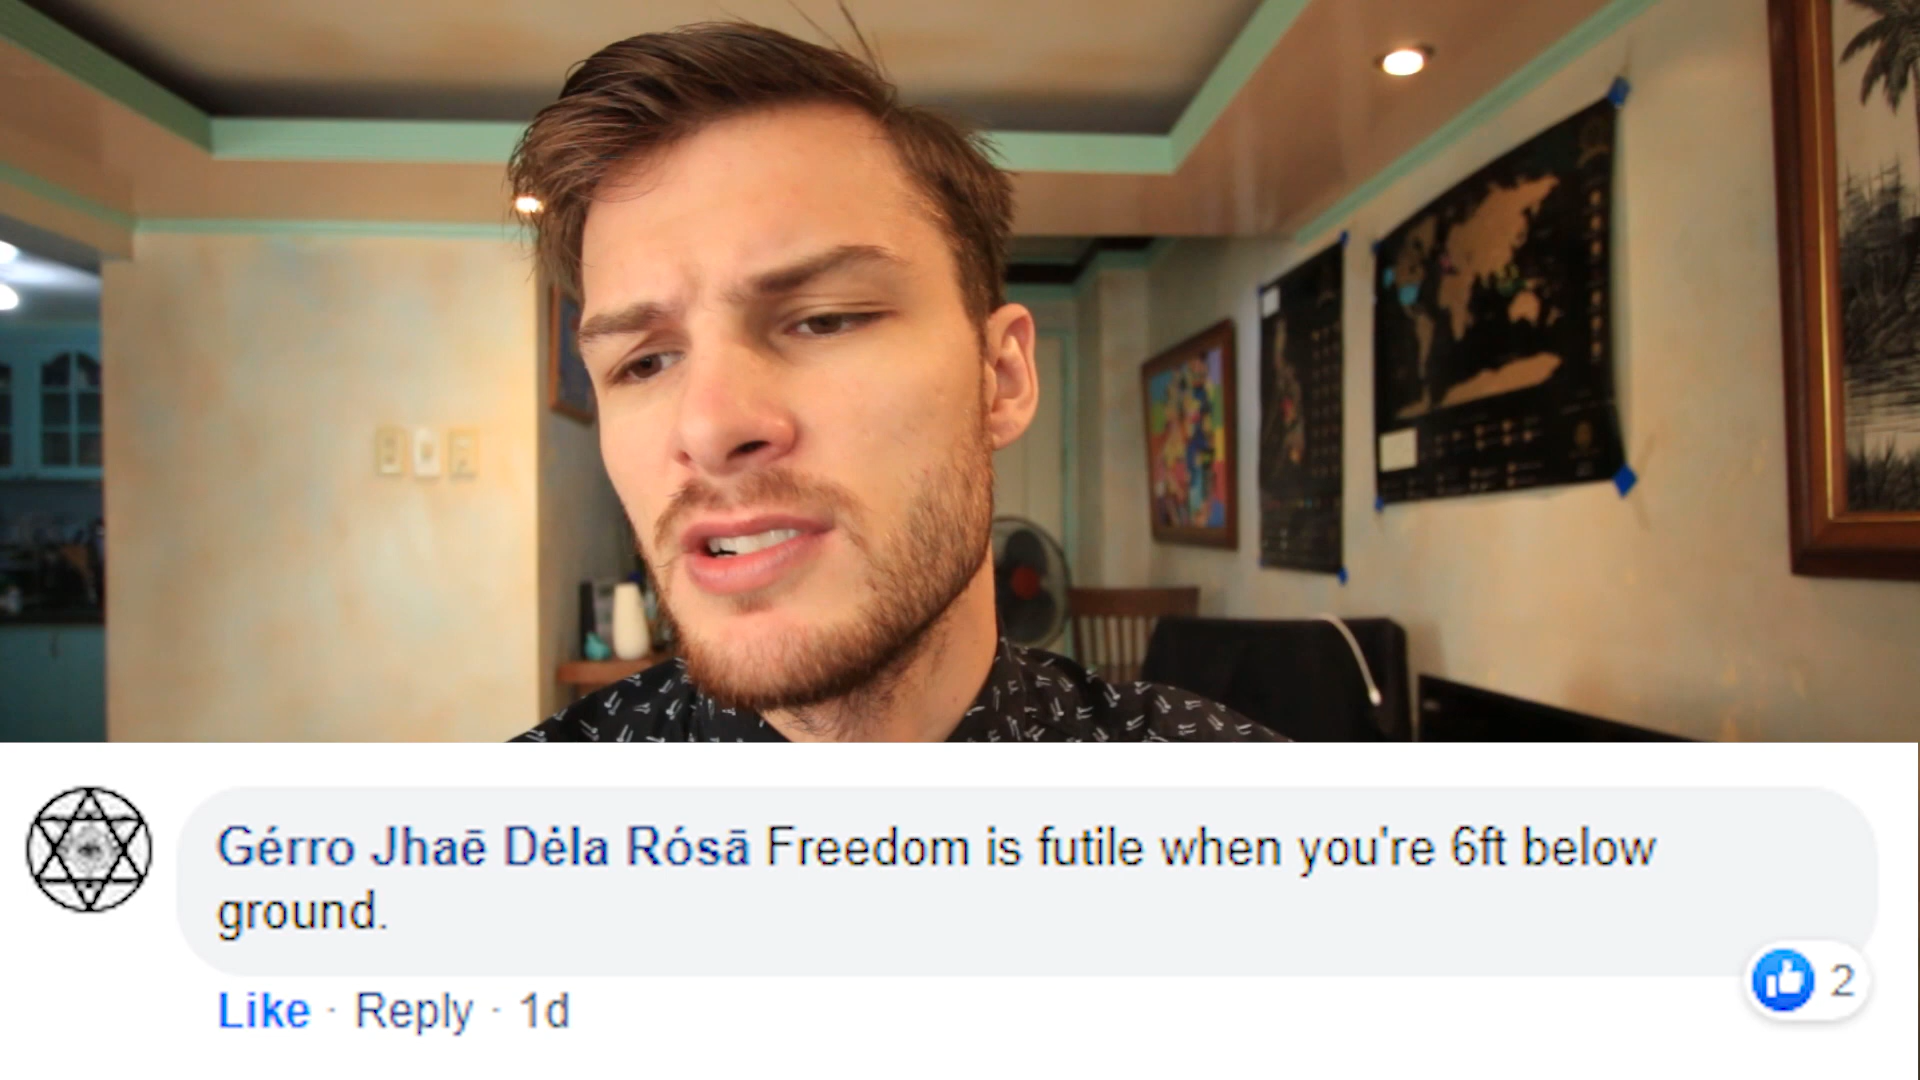 Gérro Jhaē Dėla Rósā Freedom is futile when you're 6ft below
ground.
Like · Reply · 1d
2